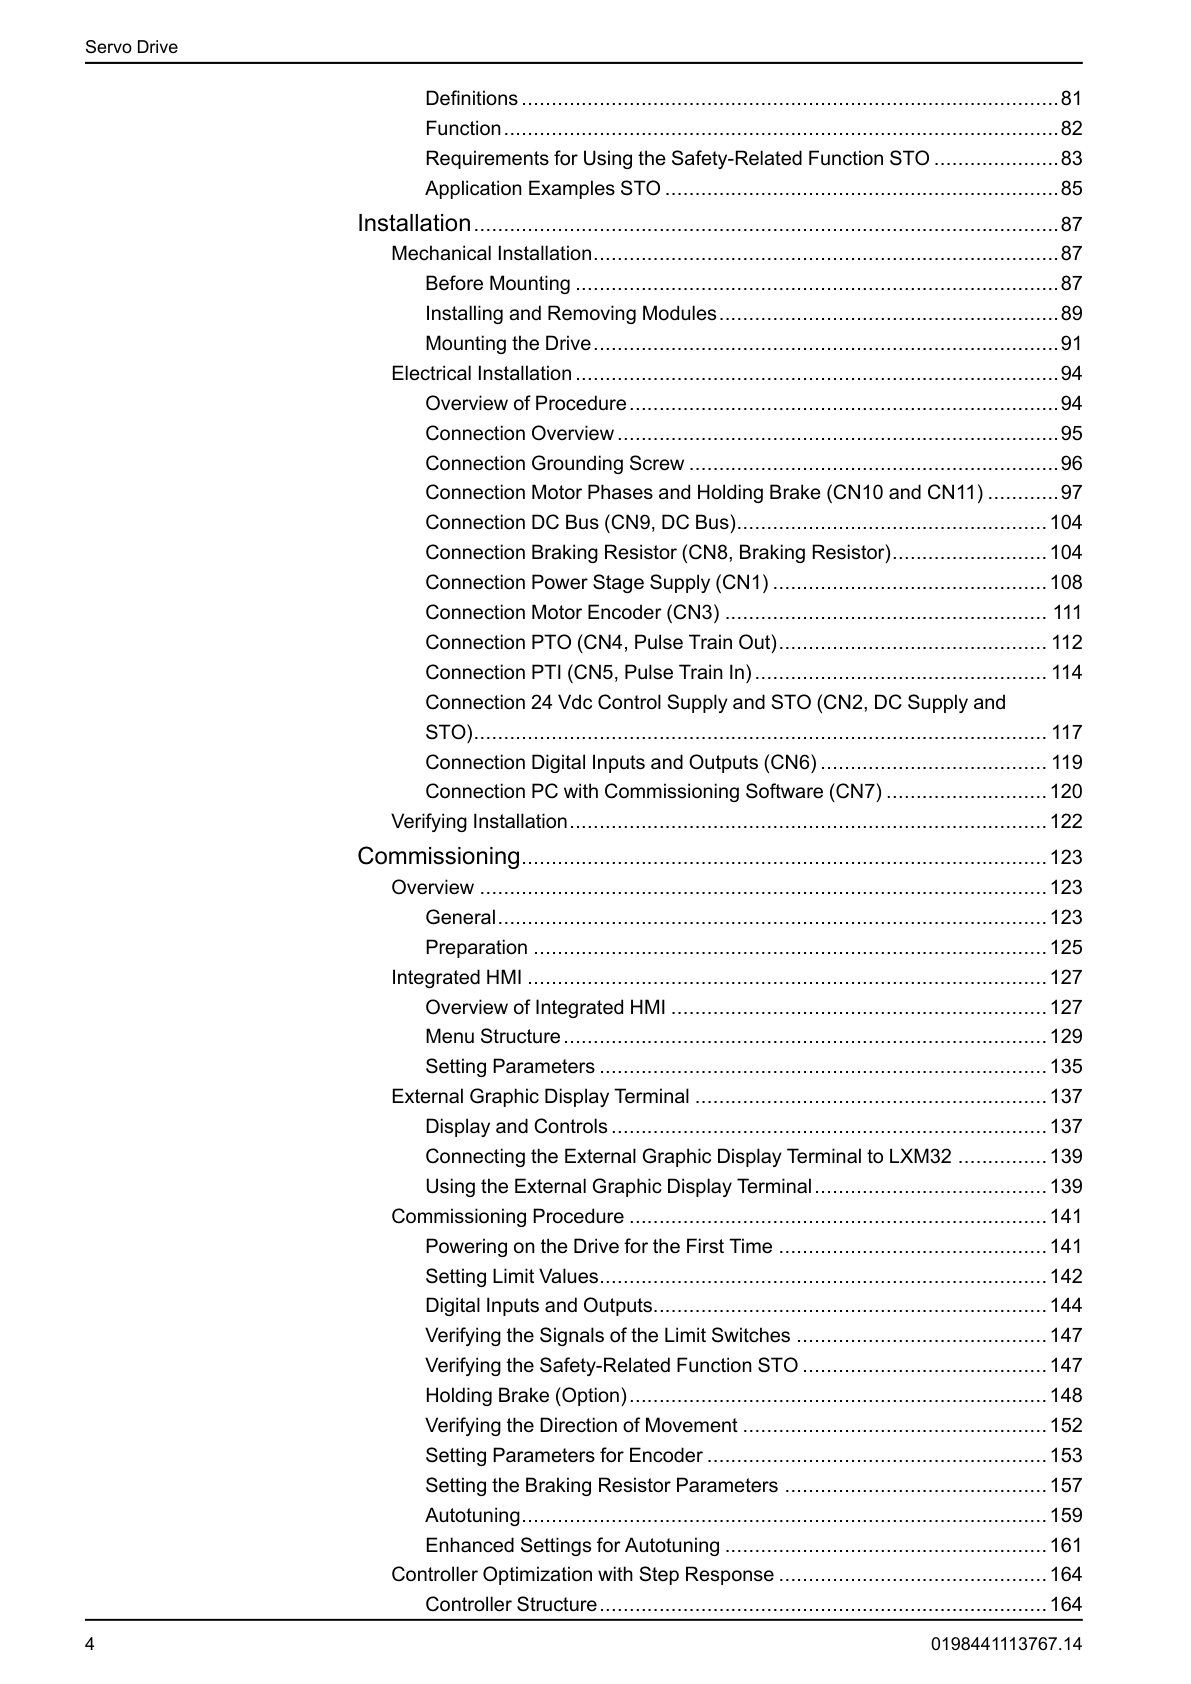 Servo Drive
Definitions ..........................................................................................81
Function.............................................................................................82
Requirements for Using the Safety-Related Function STO .....................83
Application Examples STO ..................................................................85
Installation..................................................................................................87
Mechanical Installation..............................................................................87
Before Mounting .................................................................................87
Installing and Removing Modules.........................................................89
Mounting the Drive..............................................................................91
Electrical Installation .................................................................................94
Overview of Procedure........................................................................94
Connection Overview ..........................................................................95
Connection Grounding Screw ..............................................................96
Connection Motor Phases and Holding Brake (CN10 and CN11) ............97
Connection DC Bus (CN9, DC Bus)....................................................104
Connection Braking Resistor (CN8, Braking Resistor)..........................104
Connection Power Stage Supply (CN1) ..............................................108
Connection Motor Encoder (CN3) ...................................................... 111
Connection PTO (CN4, Pulse Train Out)............................................. 112
Connection PTI (CN5, Pulse Train In)................................................. 114
Connection 24 Vdc Control Supply and STO (CN2, DC Supply and
STO)................................................................................................ 117
Connection Digital Inputs and Outputs (CN6) ...................................... 119
Connection PC with Commissioning Software (CN7) ...........................120
Verifying Installation................................................................................122
Commissioning........................................................................................123
Overview ...............................................................................................123
General............................................................................................123
Preparation ......................................................................................125
Integrated HMI .......................................................................................127
Overview of Integrated HMI ...............................................................127
Menu Structure.................................................................................129
Setting Parameters ...........................................................................135
External Graphic Display Terminal ...........................................................137
Display and Controls.........................................................................137
Connecting the External Graphic Display Terminal to LXM32 ...............139
Using the External Graphic Display Terminal.......................................139
Commissioning Procedure ......................................................................141
Powering on the Drive for the First Time .............................................141
Setting Limit Values...........................................................................142
Digital Inputs and Outputs..................................................................144
Verifying the Signals of the Limit Switches ..........................................147
Verifying the Safety-Related Function STO .........................................147
Holding Brake (Option)......................................................................148
Verifying the Direction of Movement ...................................................152
Setting Parameters for Encoder .........................................................153
Setting the Braking Resistor Parameters ............................................157
Autotuning........................................................................................159
Enhanced Settings for Autotuning ......................................................161
Controller Optimization with Step Response .............................................164
Controller Structure...........................................................................164
4
0198441113767.14